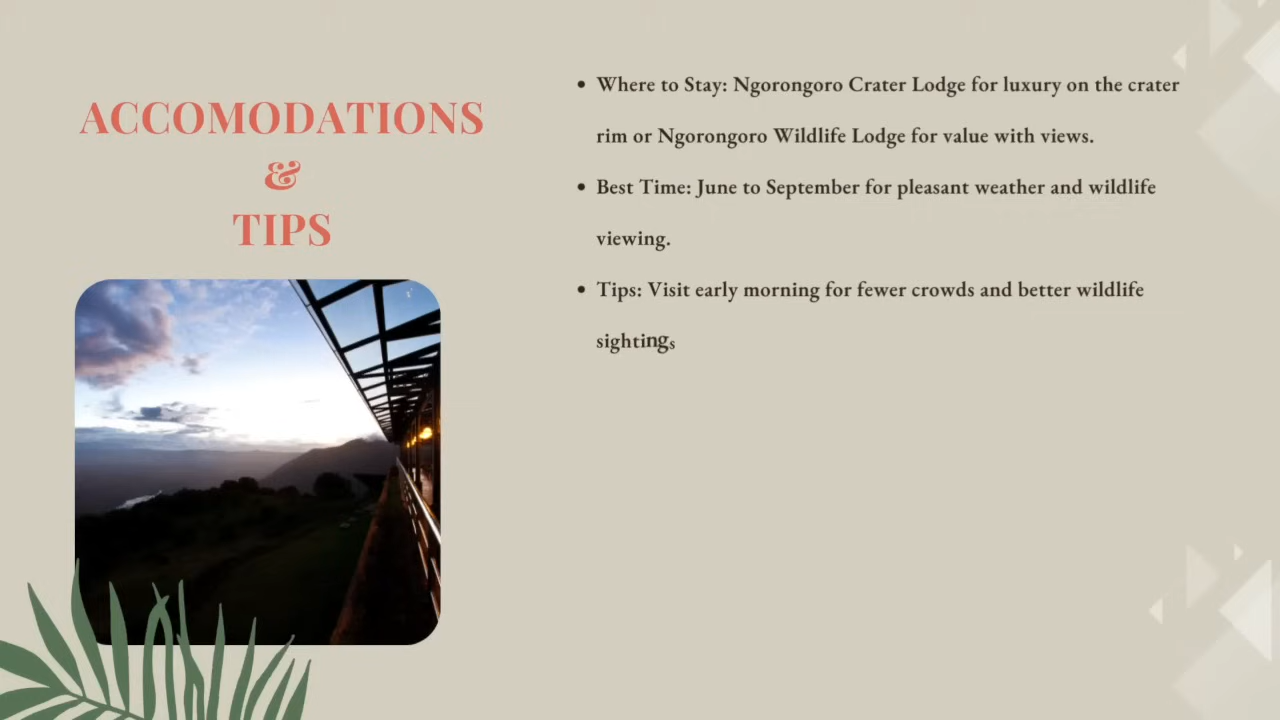 ACCOMODATIONS
&
TIPS
• Where to Stay: Ngorongoro Crater Lodge for luxury on the crater
rim or Ngorongoro Wildlife Lodge for value with views.
• Best Time: June to September for pleasant weather and wildlife
viewing.
• Tips: Visit early morning for fewer crowds and better wildlife
sightings